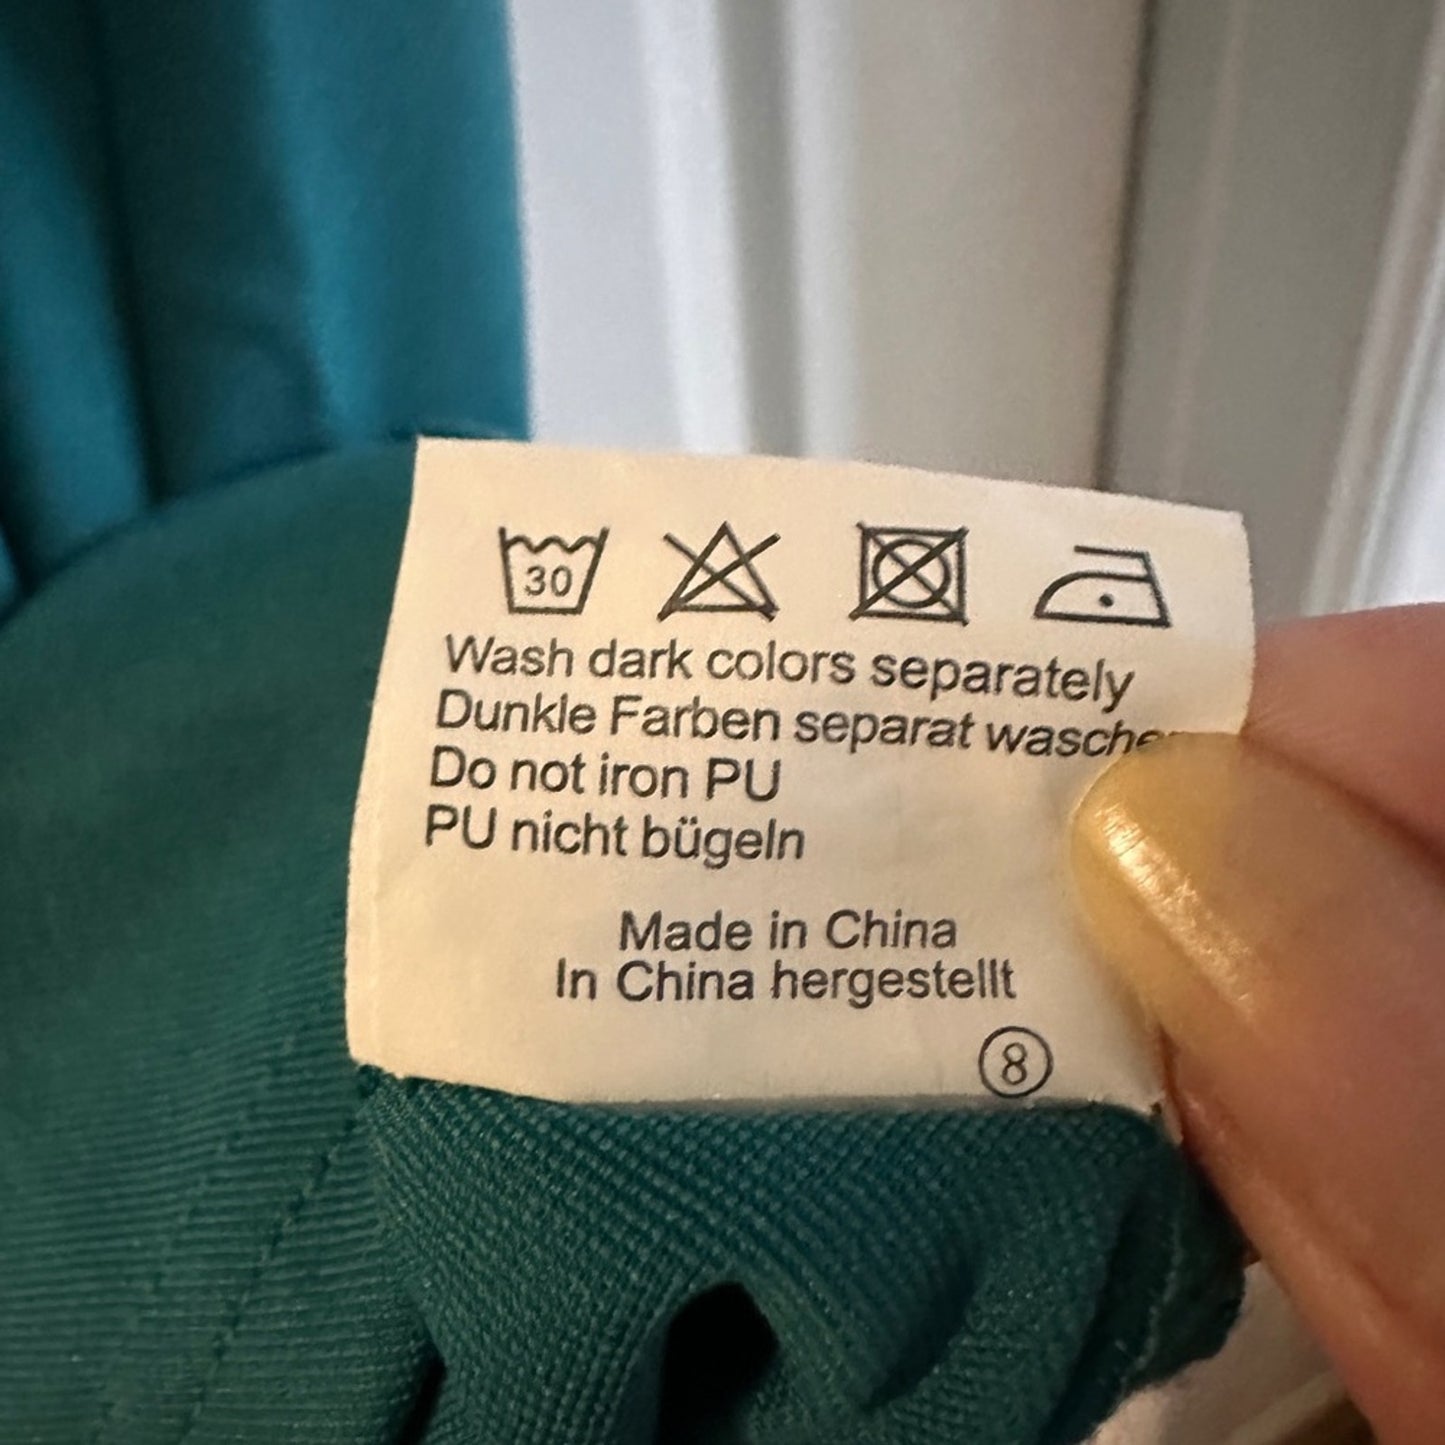 30
Wash dark colors separately
Dunkle Farben separat
Do not iron PU
PU nicht bügeln
Made in China
In China hergestellt
8